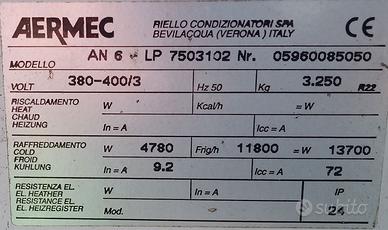 AERMEC
RIELLO CONDIZIONATORI SPA
BEVILACQUA (VERONA) ITALY
CE
MODELLO AN 6 LP 7503102 Nr. 05960085050
VOLT 380-400/3 Hz 50 Kg 3.250 R22
RISCALDAMENTO
HEAT
CHAUD
HEIZUNG
W Kcal/h =W
In=A Icc=A
RAFFREDDAMENTO
COLD
FROID
KUHLUNG
W 4780 Frig/h 11800 =W 13700
In=A 9.2 Icc=A 72
RESISTENZA EL.
EL. HEATHER
RESISTANCE EL.
EL. HEIZREGISTER
W In=A IP
Mod. 24
subito